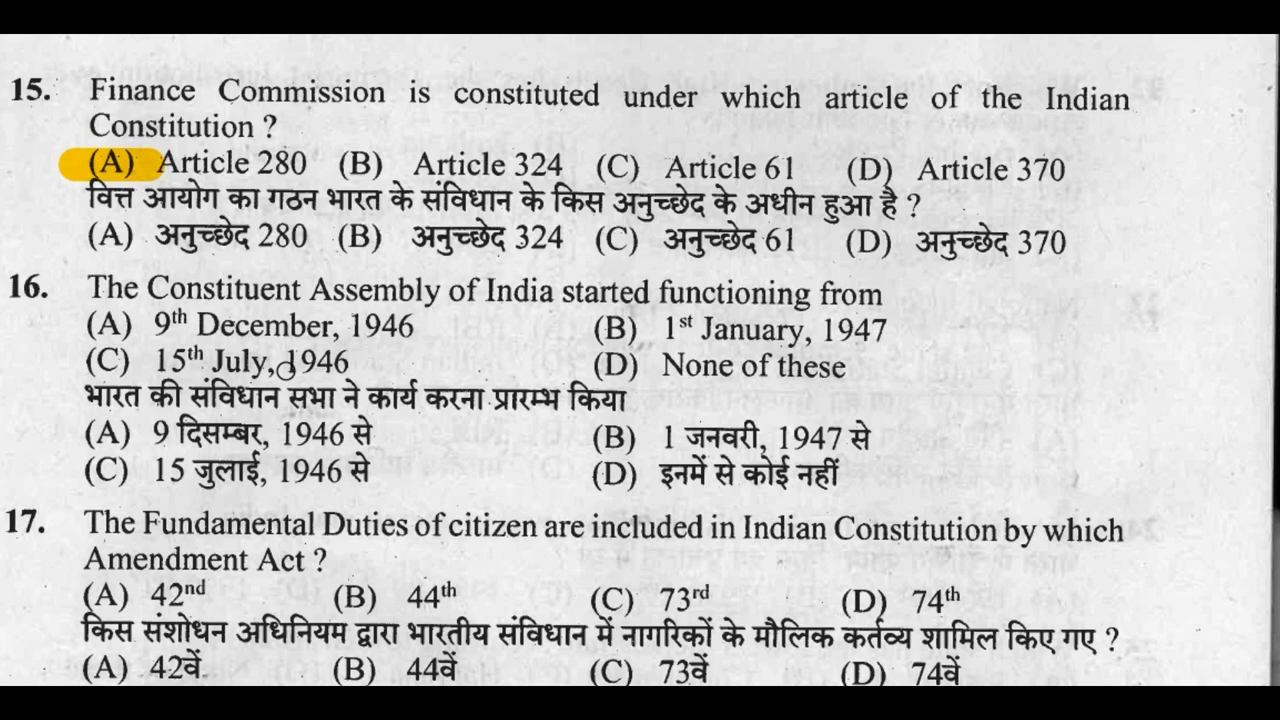 15. Finance Commission is constituted under which article of the Indian
Constitution ?
(A) Article 280 (B) Article 324 (C) Article 61 (D) Article 370
वित्त आयोग का गठन भारत के संविधान के किस अनुच्छेद के अधीन हुआ है ?
(A) अनुच्छेद 280 (B) अनुच्छेद 324 (C) अनुच्छेद 61 (D) अनुच्छेद 370
16. The Constituent Assembly of India started functioning from
(A) 9th December, 1946 (B) 1st January, 1947
(C) 15th July, 1946 (D) None of these
भारत की संविधान सभा ने कार्य करना प्रारम्भ किया
(A) 9 दिसम्बर, 1946 से (B) 1 जनवरी, 1947 से
(C) 15 जुलाई, 1946 से (D) इनमें से कोई नहीं
17. The Fundamental Duties of citizen are included in Indian Constitution by which
Amendment Act ?
(A) 42nd (B) 44th (C) 73rd (D) 74th
किस संशोधन अधिनियम द्वारा भारतीय संविधान में नागरिकों के मौलिक कर्तव्य शामिल किए गए ?
(A) 42वें (B) 44वें (C) 73वें (D) 74वें